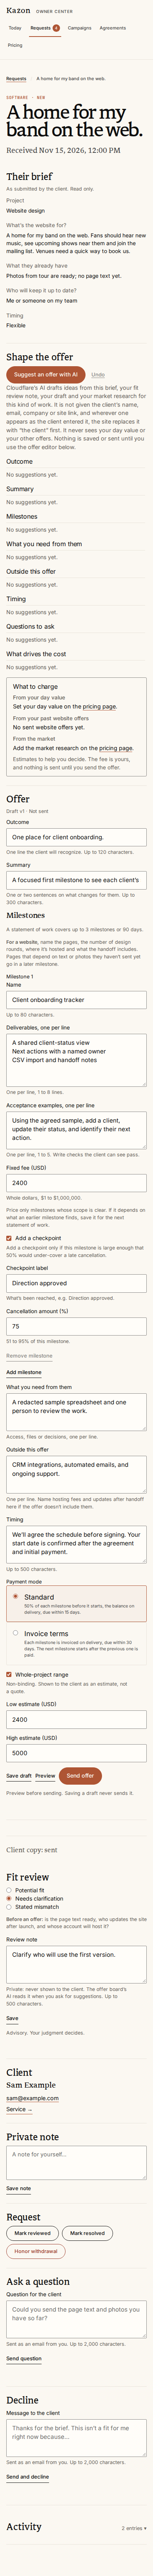 Kazon OWNER CENTER
Today Requests 4 Campaigns Agreements
Pricing
Requests A home for my band on the web.
SOFTWARE · NEW
A home for my
band on the web.
Received Nov 15, 2026, 12:00 PM
Their brief
As submitted by the client. Read only.
Project
Website design
What's the website for?
A home for my band on the web. Fans should hear new
music, see upcoming shows near them and join the
mailing list. Venues need a quick way to book us.
What they already have
Photos from tour are ready; no page text yet.
Who will keep it up to date?
Me or someone on my team
Timing
Flexible
Shape the offer
Suggest an offer with AI Undo
Cloudflare's AI drafts ideas from this brief, your fit
review note, your draft and your market research for
this kind of work. It is not given the client's name,
email, company or site link, and wherever one
appears as the client entered it, the site replaces it
with "the client" first. It never sees your day value or
your other offers. Nothing is saved or sent until you
use the offer editor below.
Outcome
No suggestions yet.
Summary
No suggestions yet.
Milestones
No suggestions yet.
What you need from them
No suggestions yet.
Outside this offer
No suggestions yet.
Timing
No suggestions yet.
Questions to ask
No suggestions yet.
What drives the cost
No suggestions yet.
What to charge
From your day value
Set your day value on the pricing page.
From your past website offers
No sent website offers yet.
From the market
Add the market research on the pricing page.
Estimates to help you decide. The fee is yours,
and nothing is sent until you send the offer.
Offer
Draft v1 · Not sent
Outcome
One place for client onboarding.
One line the client will recognize. Up to 120 characters.
Summary
A focused first milestone to see each client's
One or two sentences on what changes for them. Up to
300 characters.
Milestones
A statement of work covers up to 3 milestones or 90 days.
For a website, name the pages, the number of design
rounds, where it's hosted and what the handoff includes.
Pages that depend on text or photos they haven't sent yet
go in a later milestone.
Milestone 1
Name
Client onboarding tracker
Up to 80 characters.
Deliverables, one per line
A shared client-status view
Next actions with a named owner
CSV import and handoff notes
One per line, 1 to 8 lines.
Acceptance examples, one per line
Using the agreed sample, add a client,
update their status, and identify their next
action.
One per line, 1 to 5. Write checks the client can see pass.
Fixed fee (USD)
2400
Whole dollars, $1 to $1,000,000.
Price only milestones whose scope is clear. If it depends on
what an earlier milestone finds, save it for the next
statement of work.
Add a checkpoint
Add a checkpoint only if this milestone is large enough that
50% would under-cover a late cancellation.
Checkpoint label
Direction approved
What's been reached, e.g. Direction approved.
Cancellation amount (%)
75
51 to 95% of this milestone.
Remove milestone
Add milestone
What you need from them
A redacted sample spreadsheet and one
person to review the work.
Access, files or decisions, one per line.
Outside this offer
CRM integrations, automated emails, and
ongoing support.
One per line. Name hosting fees and updates after handoff
here if the offer doesn't include them.
Timing
We'll agree the schedule before signing. Your
start date is confirmed after the agreement
and initial payment.
Up to 500 characters.
Payment mode
Standard
50% of each milestone before it starts, the balance on
delivery, due within 15 days.
Invoice terms
Each milestone is invoiced on delivery, due within 30
days. The next milestone starts after the previous one is
paid.
Whole-project range
Non-binding. Shown to the client as an estimate, not
a quote.
Low estimate (USD)
2400
High estimate (USD)
5000
Save draft Preview Send offer
Preview before sending. Saving a draft never sends it.
Client copy: sent
Fit review
Potential fit
Needs clarification
Stated mismatch
Before an offer: is the page text ready, who updates the site
after launch, and whose account will host it?
Review note
Clarify who will use the first version.
Private: never shown to the client. The offer board's
AI reads it when you ask for suggestions. Up to
500 characters.
Save
Advisory. Your judgment decides.
Client
Sam Example
sam@example.com
Service →
Private note
A note for yourself…
Save note
Request
Mark reviewed Mark resolved
Honor withdrawal
Ask a question
Question for the client
Could you send the page text and photos you
have so far?
Sent as an email from you. Up to 2,000 characters.
Send question
Decline
Message to the client
Thanks for the brief. This isn't a fit for me
right now because…
Sent as an email from you. Up to 2,000 characters.
Send and decline
Activity 2 entries ▾